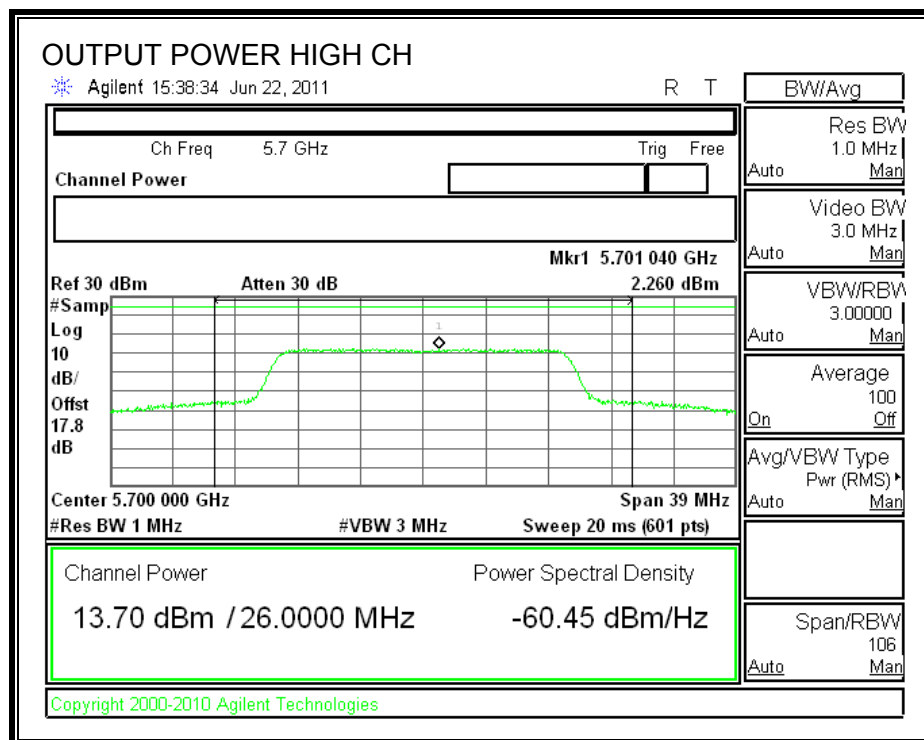 OUTPUT POWER HIGH CH
Agilent 15:38:34 Jun 22, 2011 R T
BW/Avg
Ch Freq 5.7 GHz Trig Free
Channel Power
Mkr1 5.701 040 GHz
Ref 30 dBm Atten 30 dB 2.260 dBm
#Samp
Log
10
dB/
Offst
17.8
dB
1
Center 5.700 000 GHz Span 39 MHz
#Res BW 1 MHz #VBW 3 MHz Sweep 20 ms (601 pts)
Channel Power Power Spectral Density
13.70 dBm / 26.0000 MHz -60.45 dBm/Hz
Res BW
1.0 MHz
Auto Man
Video BW
3.0 MHz
Auto Man
VBW/RBW
3.00000
Auto Man
Average
100
On Off
Avg/VBW Type
Pwr (RMS)
Auto Man
Span/RBW
106
Auto Man
Copyright 2000-2010 Agilent Technologies